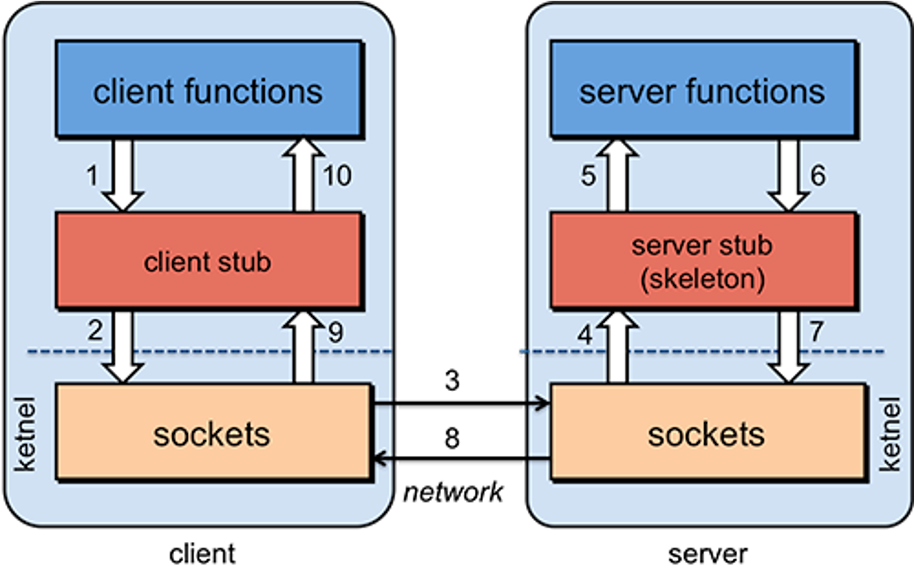 client functions
server functions
1
10
5
6
client stub
server stub
(skeleton)
2
9
4
7
3
ketnel
sockets
sockets
ketnel
8
network
client
server